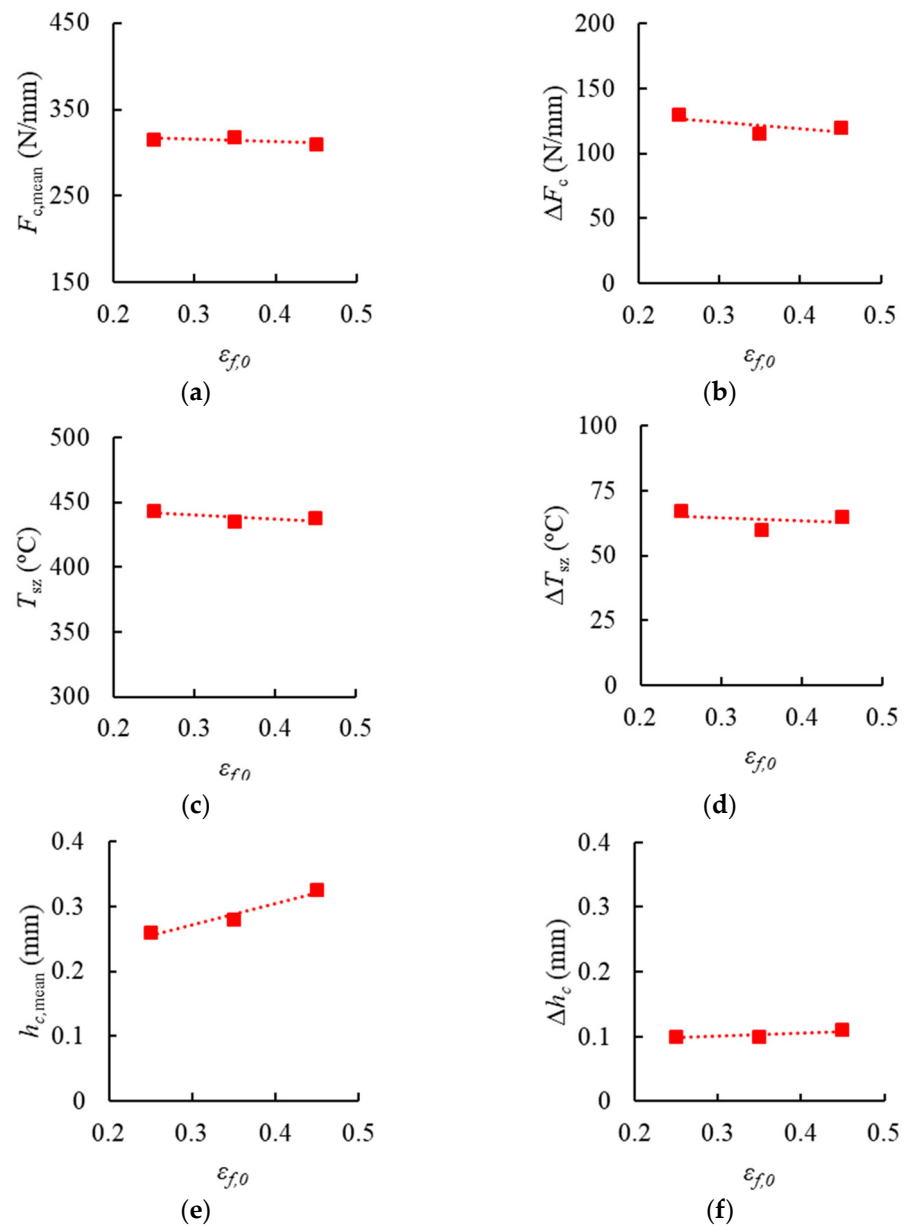 450
350
250
150
F_c,mean (N/mm)
0.2 0.3 0.4 0.5
ε_f,0
(a)
200
150
100
50
0
ΔF_c (N/mm)
0.2 0.3 0.4 0.5
ε_f,0
(b)
500
450
400
350
300
T_sz (ºC)
0.2 0.3 0.4 0.5
ε_f,0
(c)
100
75
50
25
0
ΔT_sz (ºC)
0.2 0.3 0.4 0.5
ε_f,0
(d)
0.4
0.3
0.2
0.1
0
h_c,mean (mm)
0.2 0.3 0.4 0.5
ε_f,0
(e)
0.4
0.3
0.2
0.1
0
Δh_c (mm)
0.2 0.3 0.4 0.5
ε_f,0
(f)